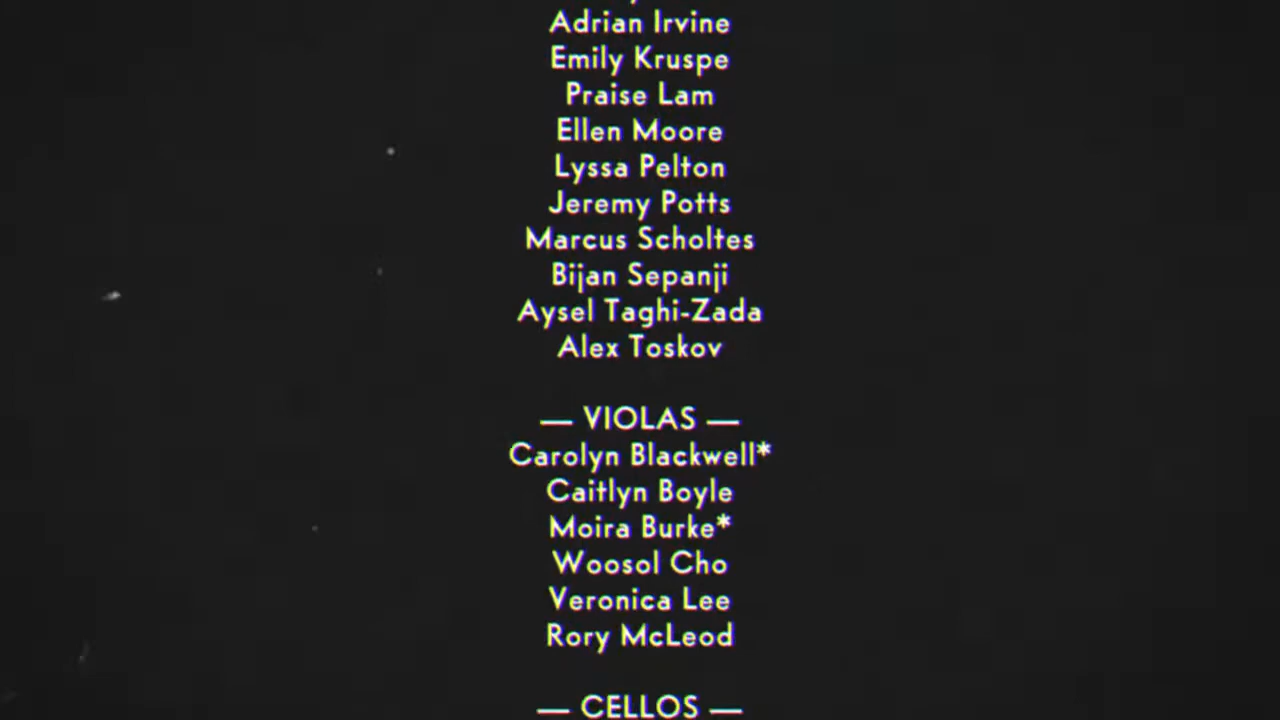 Adrian Irvine
Emily Kruspe
Praise Lam
Ellen Moore
Lyssa Pelton
Jeremy Potts
Marcus Scholtes
Bijan Sepanji
Aysel Taghi-Zada
Alex Toskov
— VIOLAS —
Carolyn Blackwell*
Caitlyn Boyle
Moira Burke*
Woosol Cho
Veronica Lee
Rory McLeod
— CELLOS —